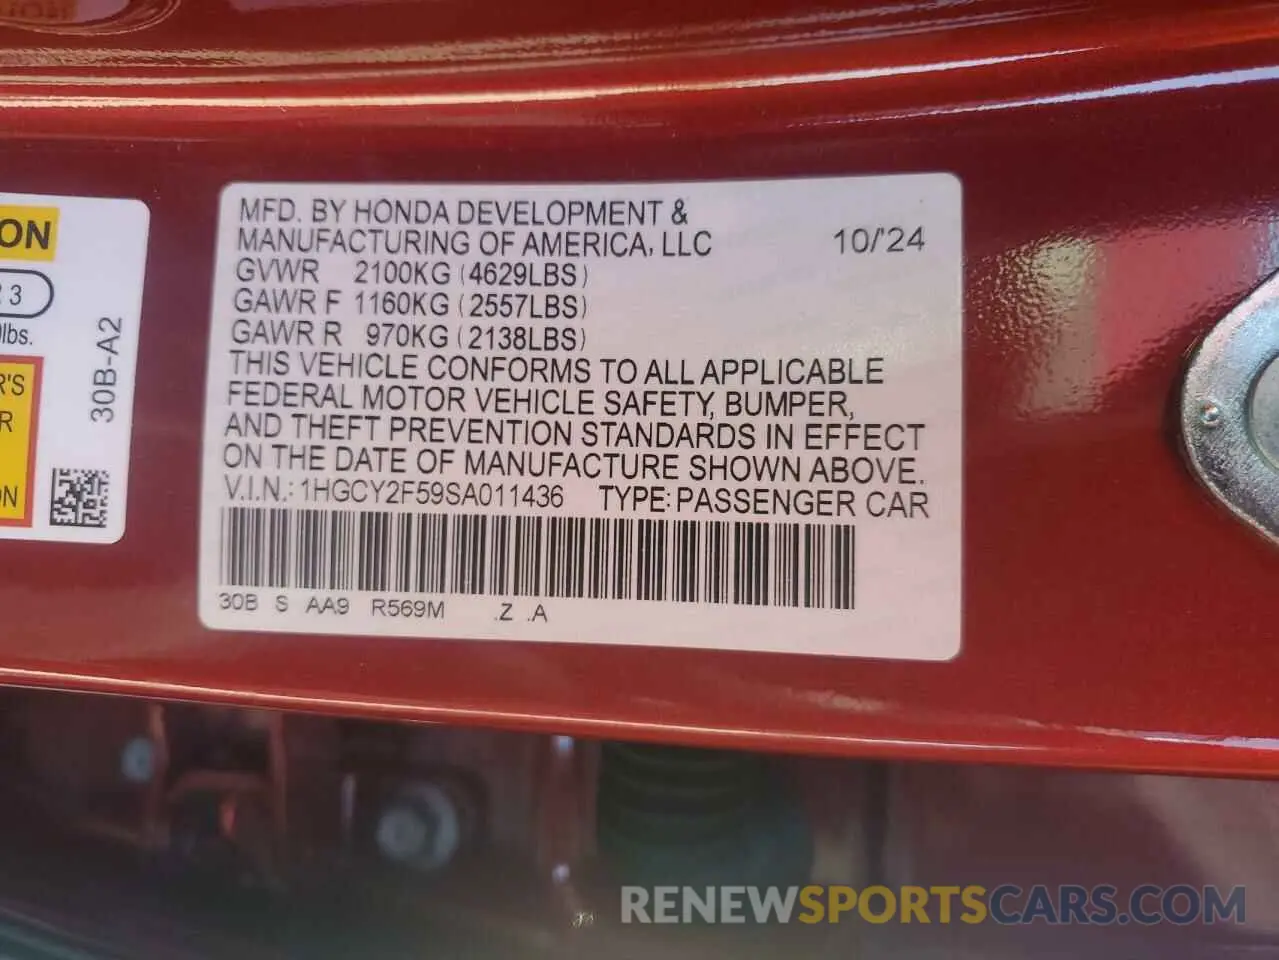 ON
3
lbs.
R'S
R
ON
30B-A2
MFD. BY HONDA DEVELOPMENT &
MANUFACTURING OF AMERICA, LLC 10/'24
GVWR 2100KG (4629LBS)
GAWR F 1160KG (2557LBS)
GAWR R 970KG (2138LBS)
THIS VEHICLE CONFORMS TO ALL APPLICABLE
FEDERAL MOTOR VEHICLE SAFETY, BUMPER,
AND THEFT PREVENTION STANDARDS IN EFFECT
ON THE DATE OF MANUFACTURE SHOWN ABOVE.
V.I.N.: 1HGCY2F59SA011436 TYPE: PASSENGER CAR
30B S AA9 R569M .Z .A
RENEWSPORTSCARS.COM